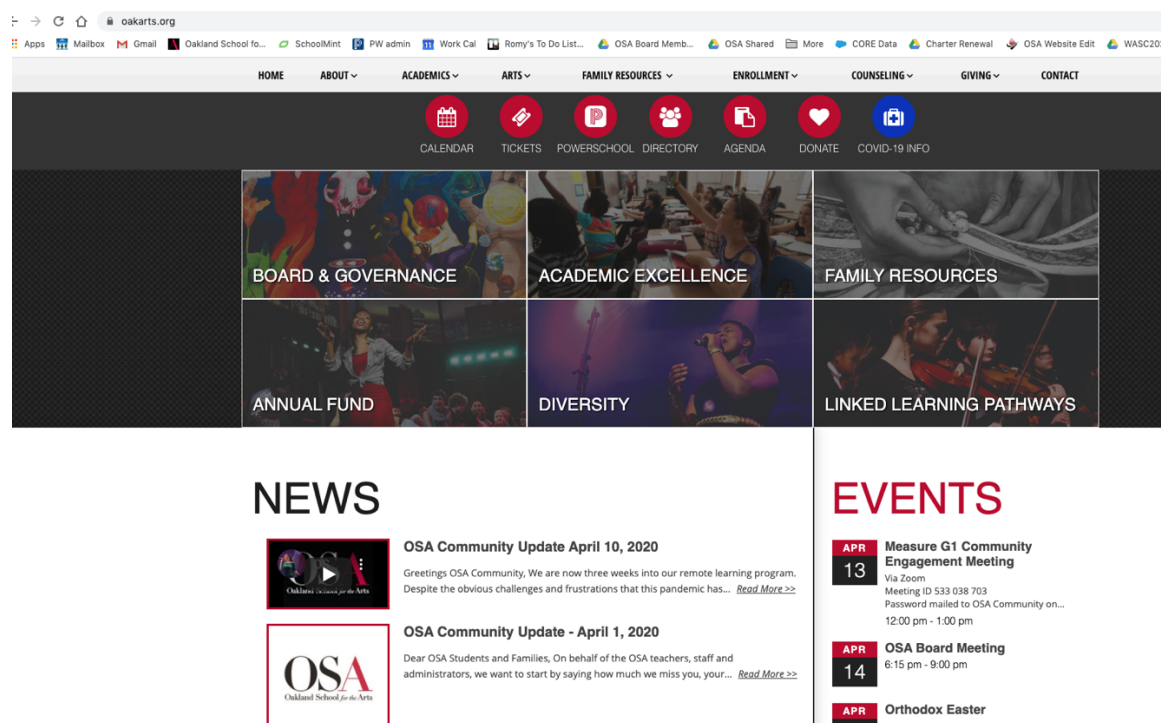 oakarts.org
Apps Mailbox Gmail Oakland School fo... SchoolMint PW admin Work Cal Romy's To Do List... OSA Board Memb... OSA Shared More CORE Data Charter Renewal OSA Website Edit
HOME ABOUT ACADEMICS ARTS FAMILY RESOURCES ENROLLMENT COUNSELING GIVING CONTACT
CALENDAR TICKETS POWERSCHOOL DIRECTORY AGENDA DONATE COVID-19 INFO
BOARD & GOVERNANCE ACADEMIC EXCELLENCE FAMILY RESOURCES
ANNUAL FUND DIVERSITY LINKED LEARNING PATHWAYS
NEWS
OSA
Oakland School for the Arts
OSA Community Update April 10, 2020
Greetings OSA Community, We are now three weeks into our remote learning program.
Despite the obvious challenges and frustrations that this pandemic has... Read More >>
OSA
Oakland School for the Arts
OSA Community Update - April 1, 2020
Dear OSA Students and Families, On behalf of the OSA teachers, staff and
administrators, we want to start by saying how much we miss you, your... Read More >>
EVENTS
APR
13
Measure G1 Community
Engagement Meeting
Via Zoom
Meeting ID 533 038 703
Password mailed to OSA Community on...
12:00 pm - 1:00 pm
APR
14
OSA Board Meeting
6:15 pm - 9:00 pm
APR
Orthodox Easter